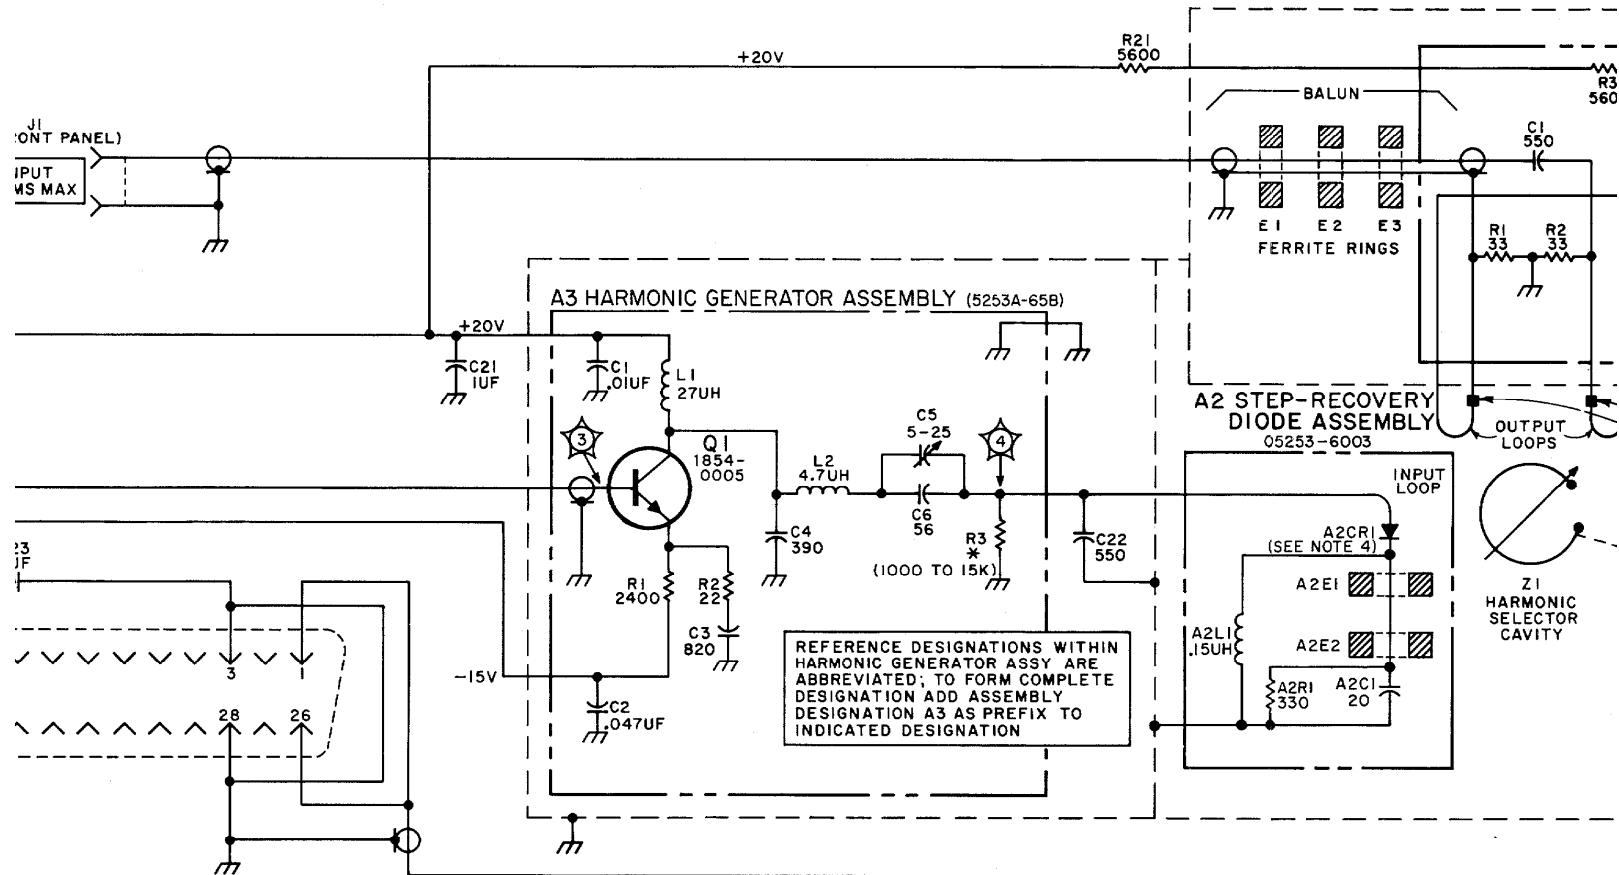 +20V
R21
5600
BALUN
C1
550
J1
ONT PANEL)
MS MAX
E1
E2
E3
FERRITE RINGS
R1
33
R2
33
A3 HARMONIC GENERATOR ASSEMBLY (5253A-65B)
+20V
C21
1UF
C1
.01UF
L1
27UH
3
Q1
1854-
0005
C5
5-25
4
L2
4.7UH
C6
56
C4
390
R3
*
(1000 TO 15K)
C22
550
R1
2400
R2
22
C3
820
-15V
C2
.047UF
REFERENCE DESIGNATIONS WITHIN
HARMONIC GENERATOR ASSY ARE
ABBREVIATED; TO FORM COMPLETE
DESIGNATION ADD ASSEMBLY
DESIGNATION A3 AS PREFIX TO
INDICATED DESIGNATION
A2 STEP-RECOVERY
DIODE ASSEMBLY
05253-6003
OUTPUT
LOOPS
INPUT
LOOP
A2CR1
(SEE NOTE 4)
A2E1
A2E2
A2L1
.15UH
A2R1
330
A2C1
20
Z1
HARMONIC
SELECTOR
CAVITY
3
1
28
26